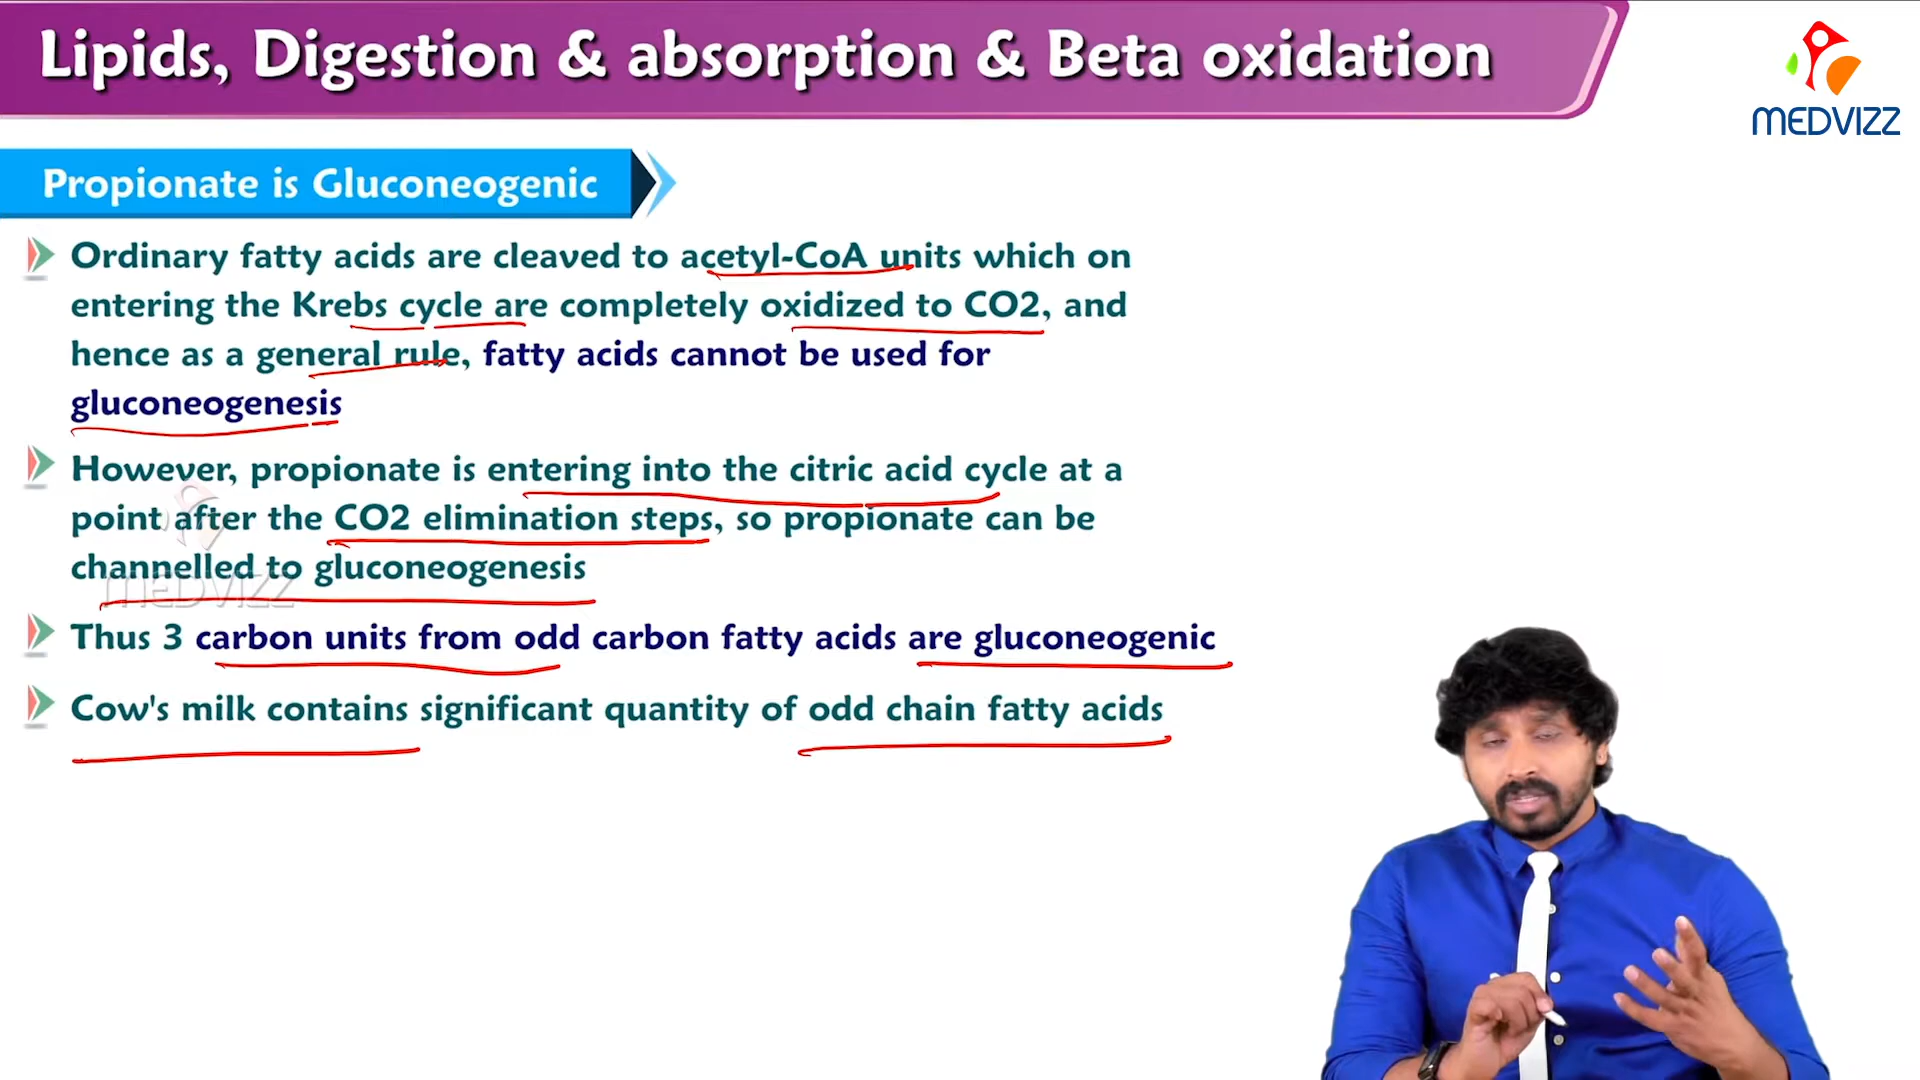 Lipids, Digestion & absorption & Beta oxidation
MEDVIZZ
Propionate is Gluconeogenic
Ordinary fatty acids are cleaved to acetyl-CoA units which on
entering the Krebs cycle are completely oxidized to CO2, and
hence as a general rule, fatty acids cannot be used for
gluconeogenesis
However, propionate is entering into the citric acid cycle at a
point after the CO2 elimination steps, so propionate can be
channelled to gluconeogenesis
MEDVIZZ
Thus 3 carbon units from odd carbon fatty acids are gluconeogenic
Cow's milk contains significant quantity of odd chain fatty acids